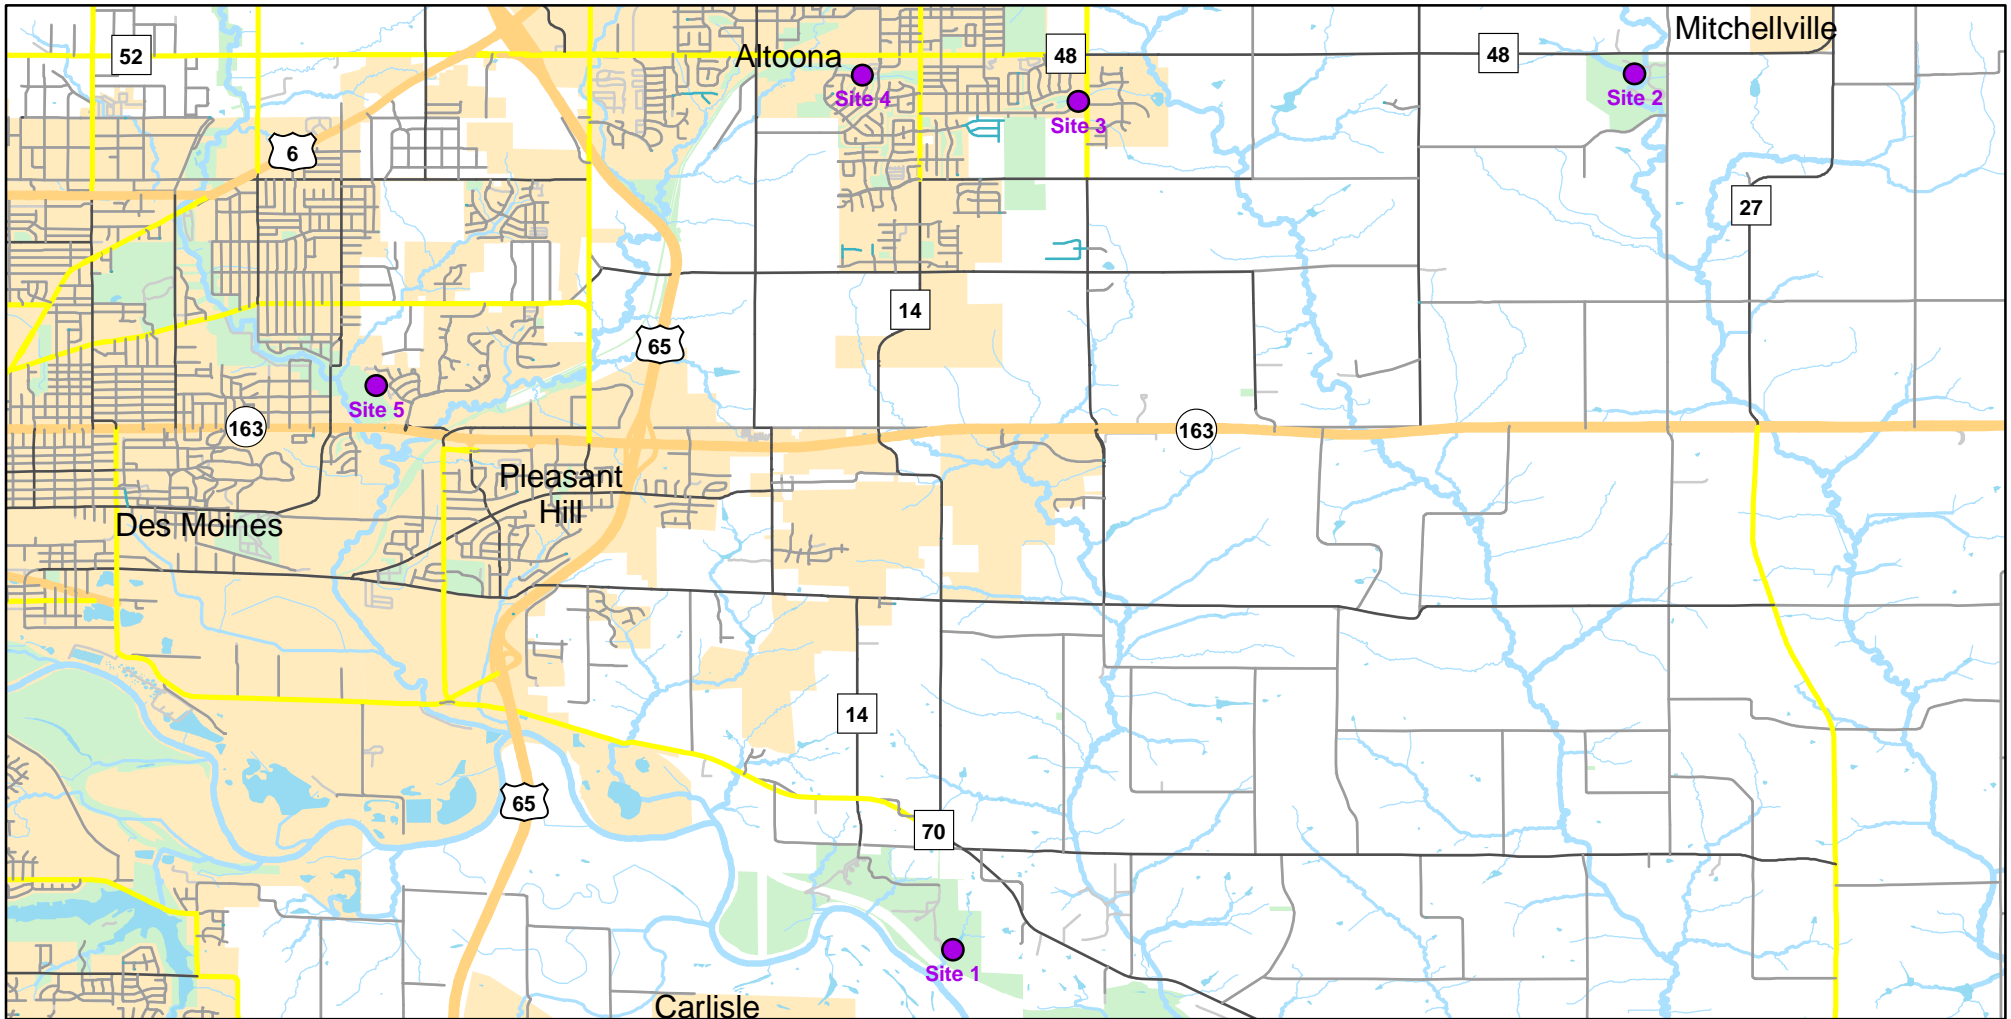 Mitchellville
52
Altoona
48
48
Site 4
Site 2
Site 3
6
27
14
65
Site 5
163
163
Pleasant
Hill
Des Moines
14
65
70
Site 1
Carlisle